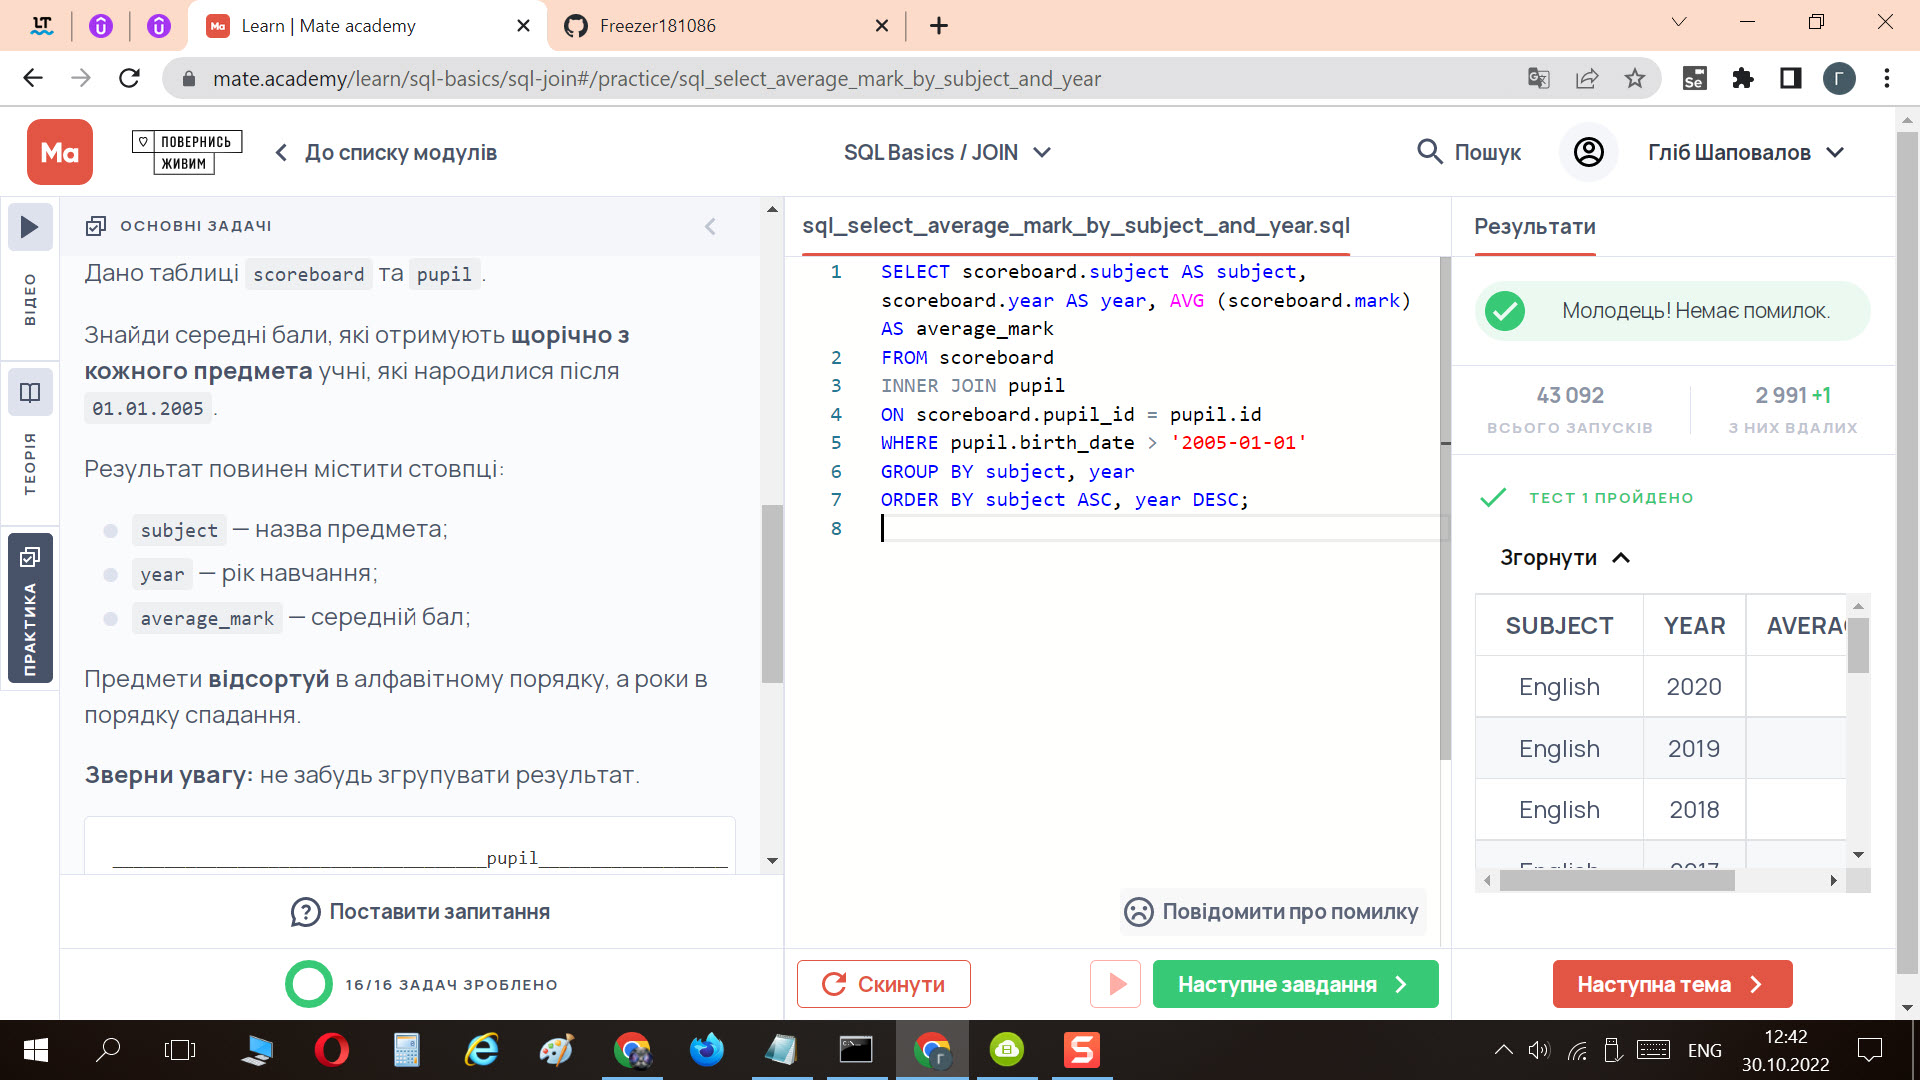 Learn | Mate academy
Freezer181086
mate.academy/learn/sql-basics/sql-join#/practice/sql_select_average_mark_by_subject_and_year
Ma
ПОВЕРНИСЬ
ЖИВИМ
До списку модулів
SQL Basics / JOIN
Пошук
Гліб Шаповалов
ВІДЕО
ТЕОРІЯ
ПРАКТИКА
ОСНОВНІ ЗАДАЧІ
Дано таблиці scoreboard та pupil .
Знайди середні бали, які отримують щорічно з
кожного предмета учні, які народилися після
01.01.2005 .
Результат повинен містити стовпці:
subject — назва предмета;
year — рік навчання;
average_mark — середній бал;
Предмети відсортуй в алфавітному порядку, а роки в
порядку спадання.
Зверни увагу: не забудь згрупувати результат.
____________________________________pupil__________________
Поставити запитання
16/16 ЗАДАЧ ЗРОБЛЕНО
sql_select_average_mark_by_subject_and_year.sql
1 SELECT scoreboard.subject AS subject,
scoreboard.year AS year, AVG (scoreboard.mark)
AS average_mark
2 FROM scoreboard
3 INNER JOIN pupil
4 ON scoreboard.pupil_id = pupil.id
5 WHERE pupil.birth_date > '2005-01-01'
6 GROUP BY subject, year
7 ORDER BY subject ASC, year DESC;
8
Повідомити про помилку
Скинути
Наступне завдання
Результати
Молодець! Немає помилок.
43 092
ВСЬОГО ЗАПУСКІВ
2 991 +1
З НИХ ВДАЛИХ
ТЕСТ 1 ПРОЙДЕНО
Згорнути
SUBJECT YEAR AVERAG
English 2020
English 2019
English 2018
English 2017
Наступна тема
ENG
12:42
30.10.2022